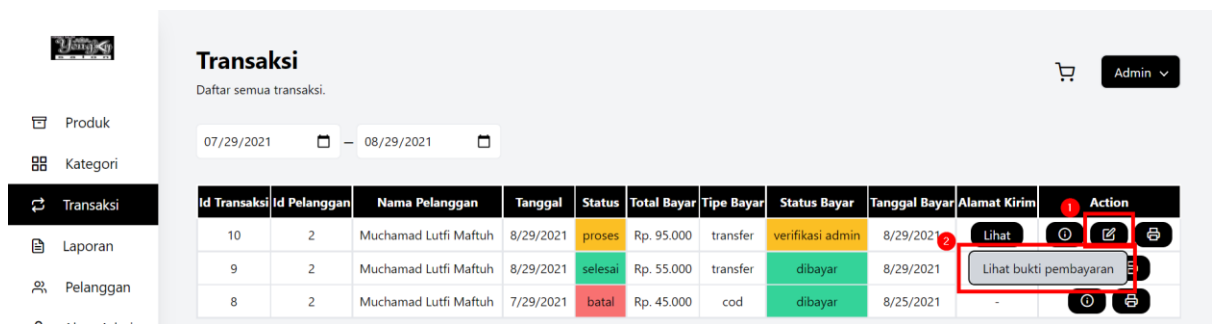 Yongky
Transaksi
Daftar semua transaksi.
Admin
Produk
Kategori
Transaksi
Laporan
Pelanggan
07/29/2021 – 08/29/2021
Id Transaksi Id Pelanggan Nama Pelanggan Tanggal Status Total Bayar Tipe Bayar Status Bayar Tanggal Bayar Alamat Kirim 1 Action
10 2 Muchamad Lutfi Maftuh 8/29/2021 proses Rp. 95.000 transfer verifikasi admin 8/29/2021 2 Lihat
9 2 Muchamad Lutfi Maftuh 8/29/2021 selesai Rp. 55.000 transfer dibayar 8/29/2021 Lihat bukti pembayaran
8 2 Muchamad Lutfi Maftuh 7/29/2021 batal Rp. 45.000 cod dibayar 8/25/2021 -